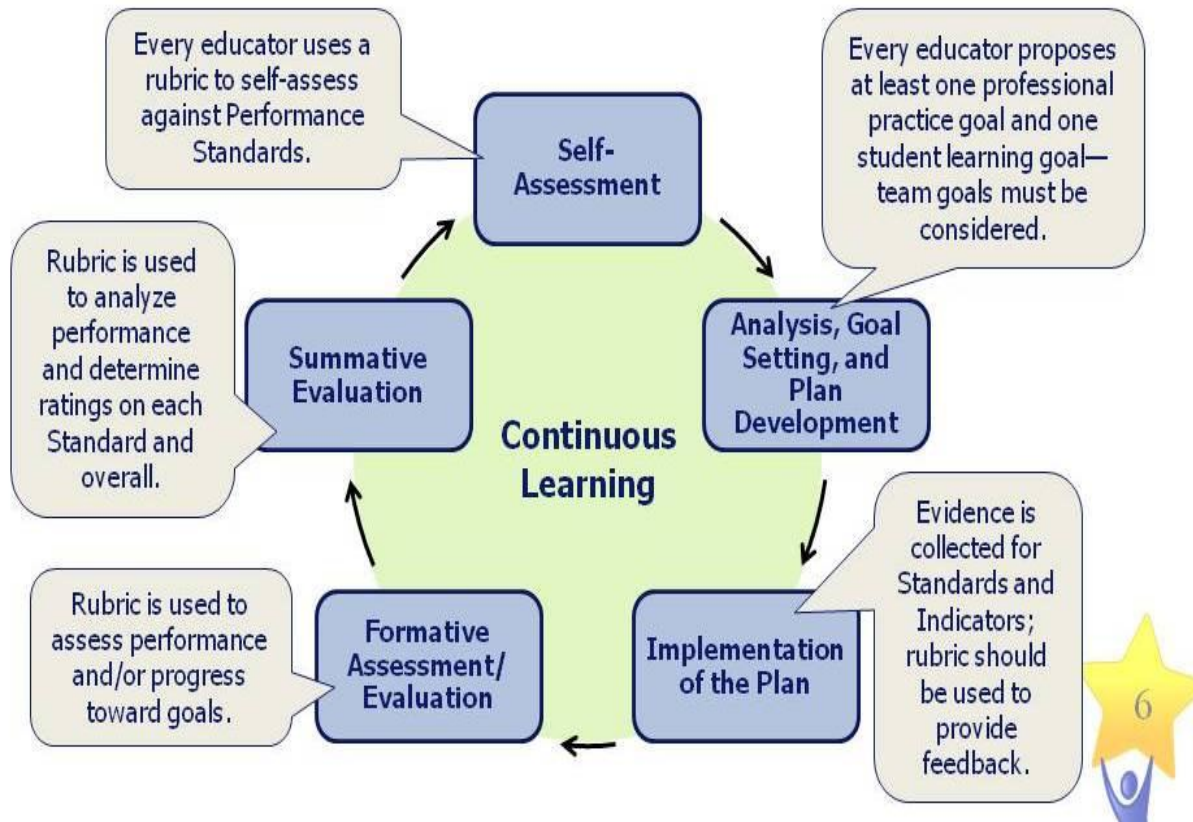 Every educator uses a
rubric to self-assess
against Performance
Standards.
Self-
Assessment
Every educator proposes
at least one professional
practice goal and one
student learning goal—
team goals must be
considered.
Rubric is used
to analyze
performance
and determine
ratings on each
Standard and
overall.
Summative
Evaluation
Analysis, Goal
Setting, and
Plan
Development
Continuous
Learning
Rubric is used to
assess performance
and/or progress
toward goals.
Formative
Assessment/
Evaluation
Implementation
of the Plan
Evidence is
collected for
Standards and
Indicators;
rubric should
be used to
provide
feedback.
6